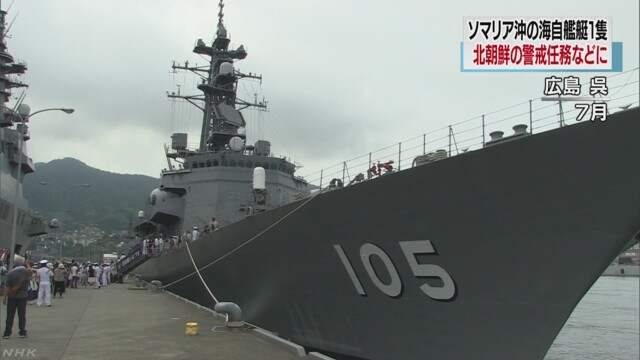 ソマリア沖の海自艦艇1隻
北朝鮮の警戒任務などに
広島 呉
7月
105
NHK